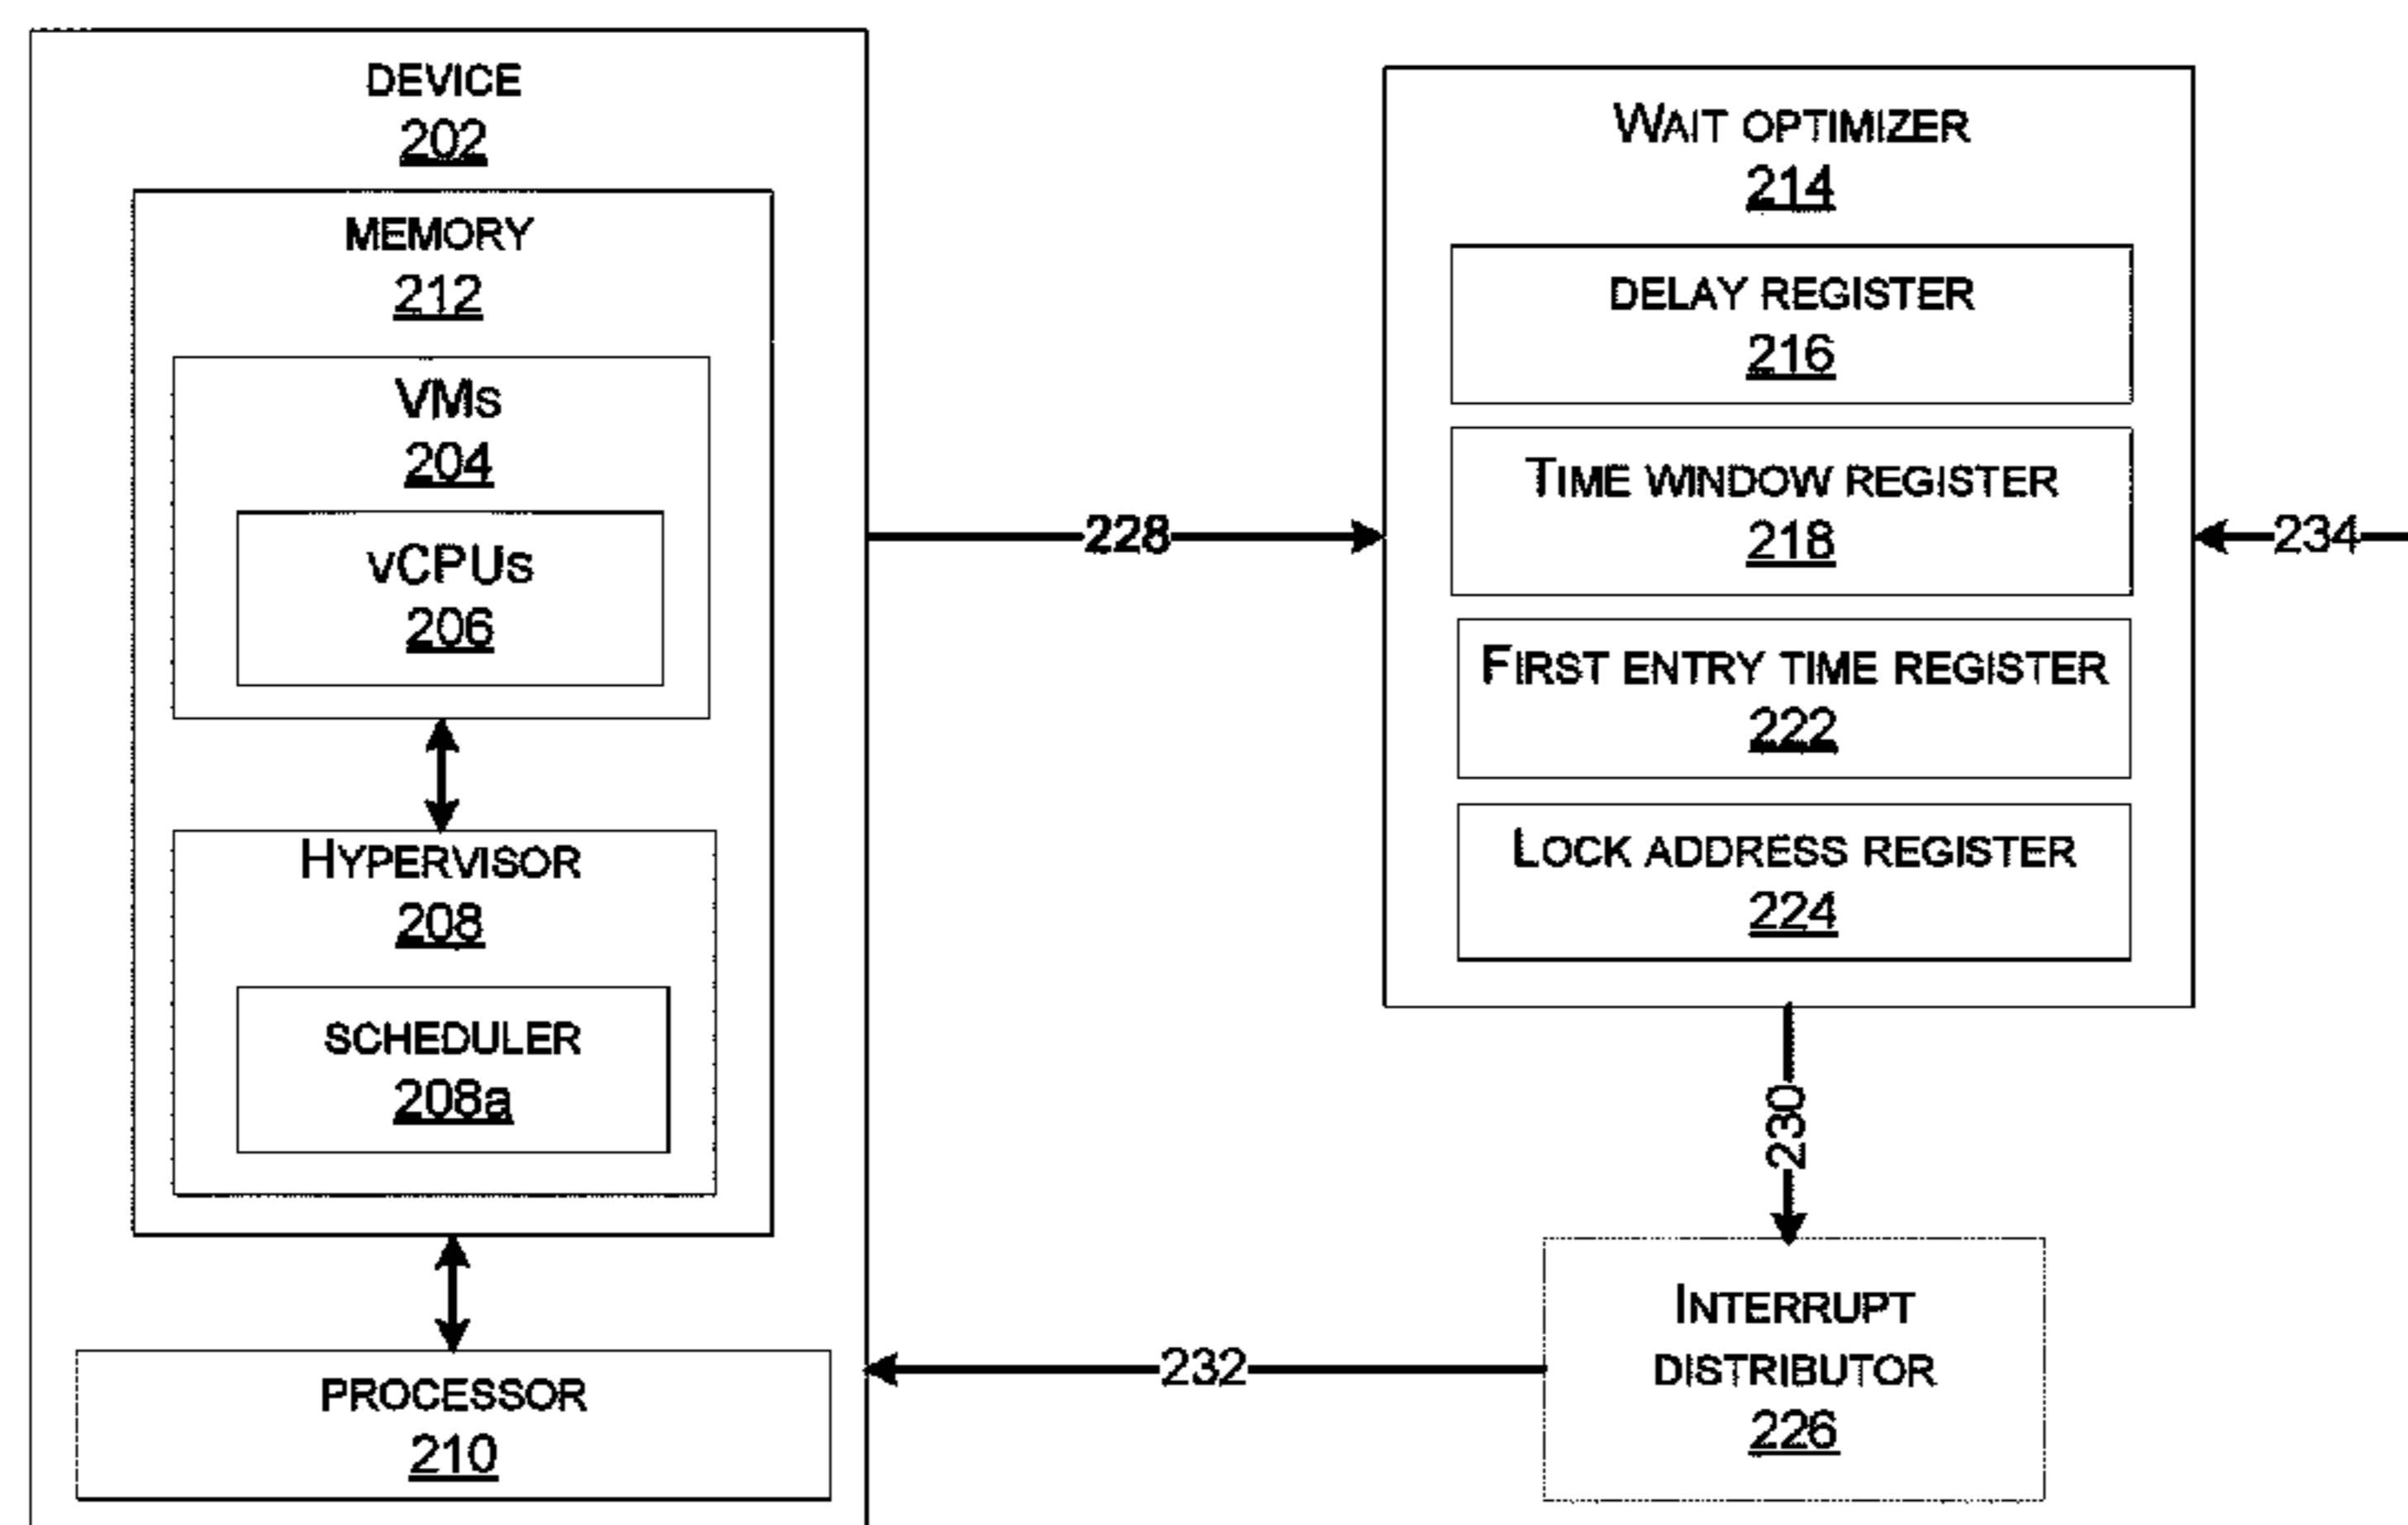 DEVICE
202
MEMORY
212
VMs
204
vCPUs
206
HYPERVISOR
208
SCHEDULER
208a
PROCESSOR
210
228
WAIT OPTIMIZER
214
DELAY REGISTER
216
TIME WINDOW REGISTER
218
FIRST ENTRY TIME REGISTER
222
LOCK ADDRESS REGISTER
224
234
230
232
INTERRUPT
DISTRIBUTOR
226